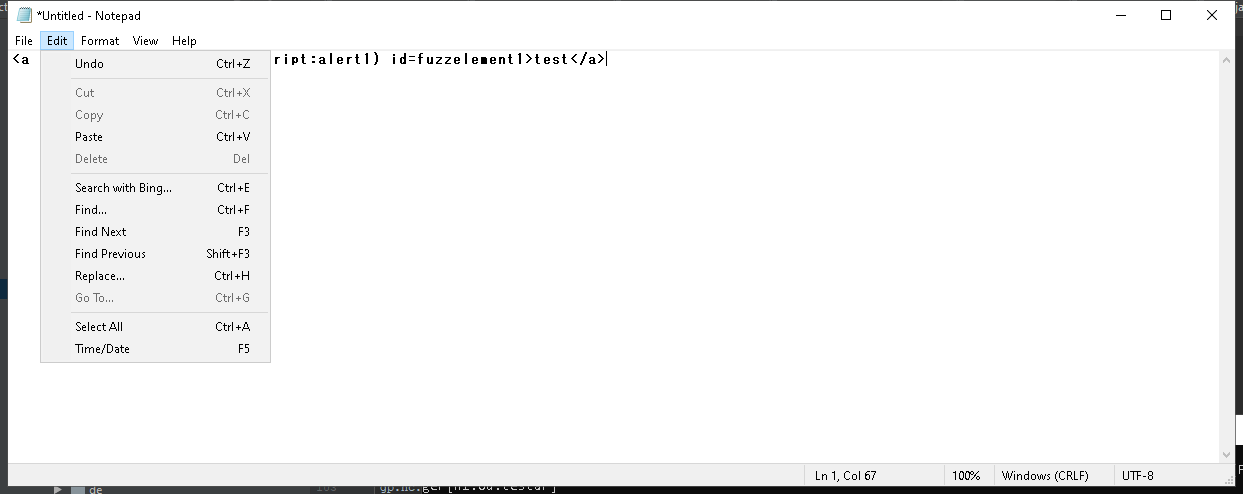 *Untitled - Notepad
File Edit Format View Help
<a ript:alert1) id=fuzzelement1>test</a>
Undo Ctrl+Z
Cut Ctrl+X
Copy Ctrl+C
Paste Ctrl+V
Delete Del
Search with Bing... Ctrl+E
Find... Ctrl+F
Find Next F3
Find Previous Shift+F3
Replace... Ctrl+H
Go To... Ctrl+G
Select All Ctrl+A
Time/Date F5
Ln 1, Col 67 100% Windows (CRLF) UTF-8
de